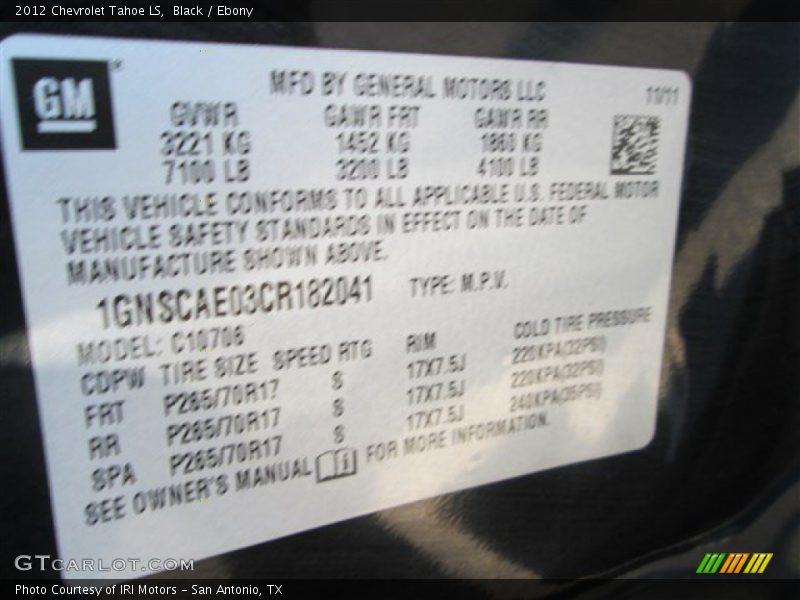 2012 Chevrolet Tahoe LS, Black / Ebony
GM
MFD BY GENERAL MOTORS LLC 11/11
GVWR GAWR FRT GAWR RR
3221 KG 1452 KG 1860 KG
7100 LB 3200 LB 4100 LB
THIS VEHICLE CONFORMS TO ALL APPLICABLE U.S. FEDERAL MOTOR
VEHICLE SAFETY STANDARDS IN EFFECT ON THE DATE OF
MANUFACTURE SHOWN ABOVE.
1GNSCAE03CR182041 TYPE: M.P.V.
MODEL: C10706
CDPW TIRE SIZE SPEED RTG RIM COLD TIRE PRESSURE
FRT P265/70R17 S 17X7.5J 220KPA(32PSI)
RR P265/70R17 S 17X7.5J 220KPA(32PSI)
SPA P265/70R17 S 17X7.5J 240KPA(35PSI)
SEE OWNER'S MANUAL i FOR MORE INFORMATION.
GTcarlot.com
Photo Courtesy of IRI Motors – San Antonio, TX